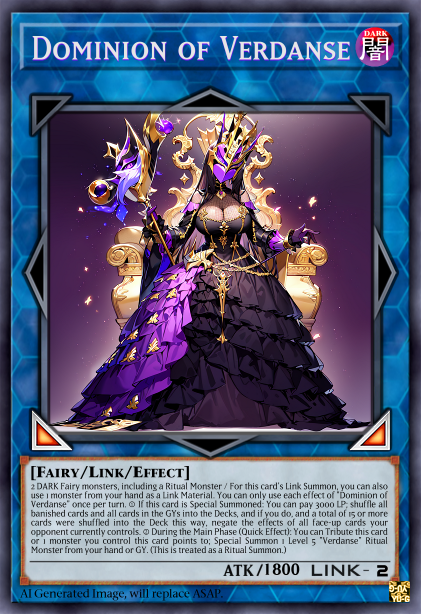 Dominion of Verdanse
DARK
闇
[Fairy/Link/Effect]
2 DARK Fairy monsters, including a Ritual Monster / For this card's Link Summon, you can also
use 1 monster from your hand as a Link Material. You can only use each effect of "Dominion of
Verdanse" once per turn. ① If this card is Special Summoned: You can pay 3000 LP; shuffle all
banished cards and all cards in the GYs into the Decks, and if you do, and a total of 15 or more
cards were shuffled into the Deck this way, negate the effects of all face-up cards your
opponent currently controls. ② During the Main Phase (Quick Effect): You can Tribute this card
or 1 monster you control this card points to; Special Summon 1 Level 5 "Verdanse" Ritual
Monster from your hand or GY. (This is treated as a Ritual Summon.)
ATK/1800 LINK-2
AI Generated Image, will replace ASAP.